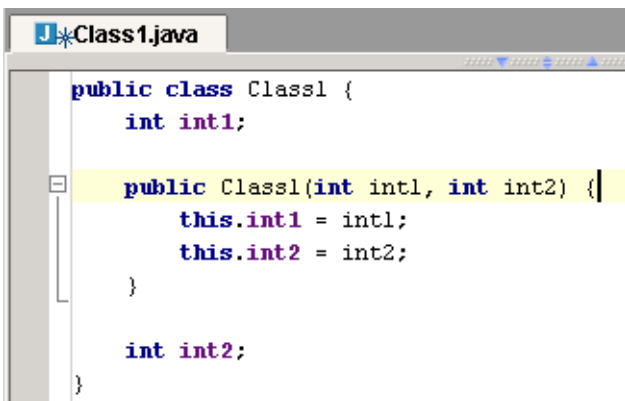 Class1.java
public class Class1 {
int int1;
public Class1(int int1, int int2) {
this.int1 = int1;
this.int2 = int2;
}
int int2;
}